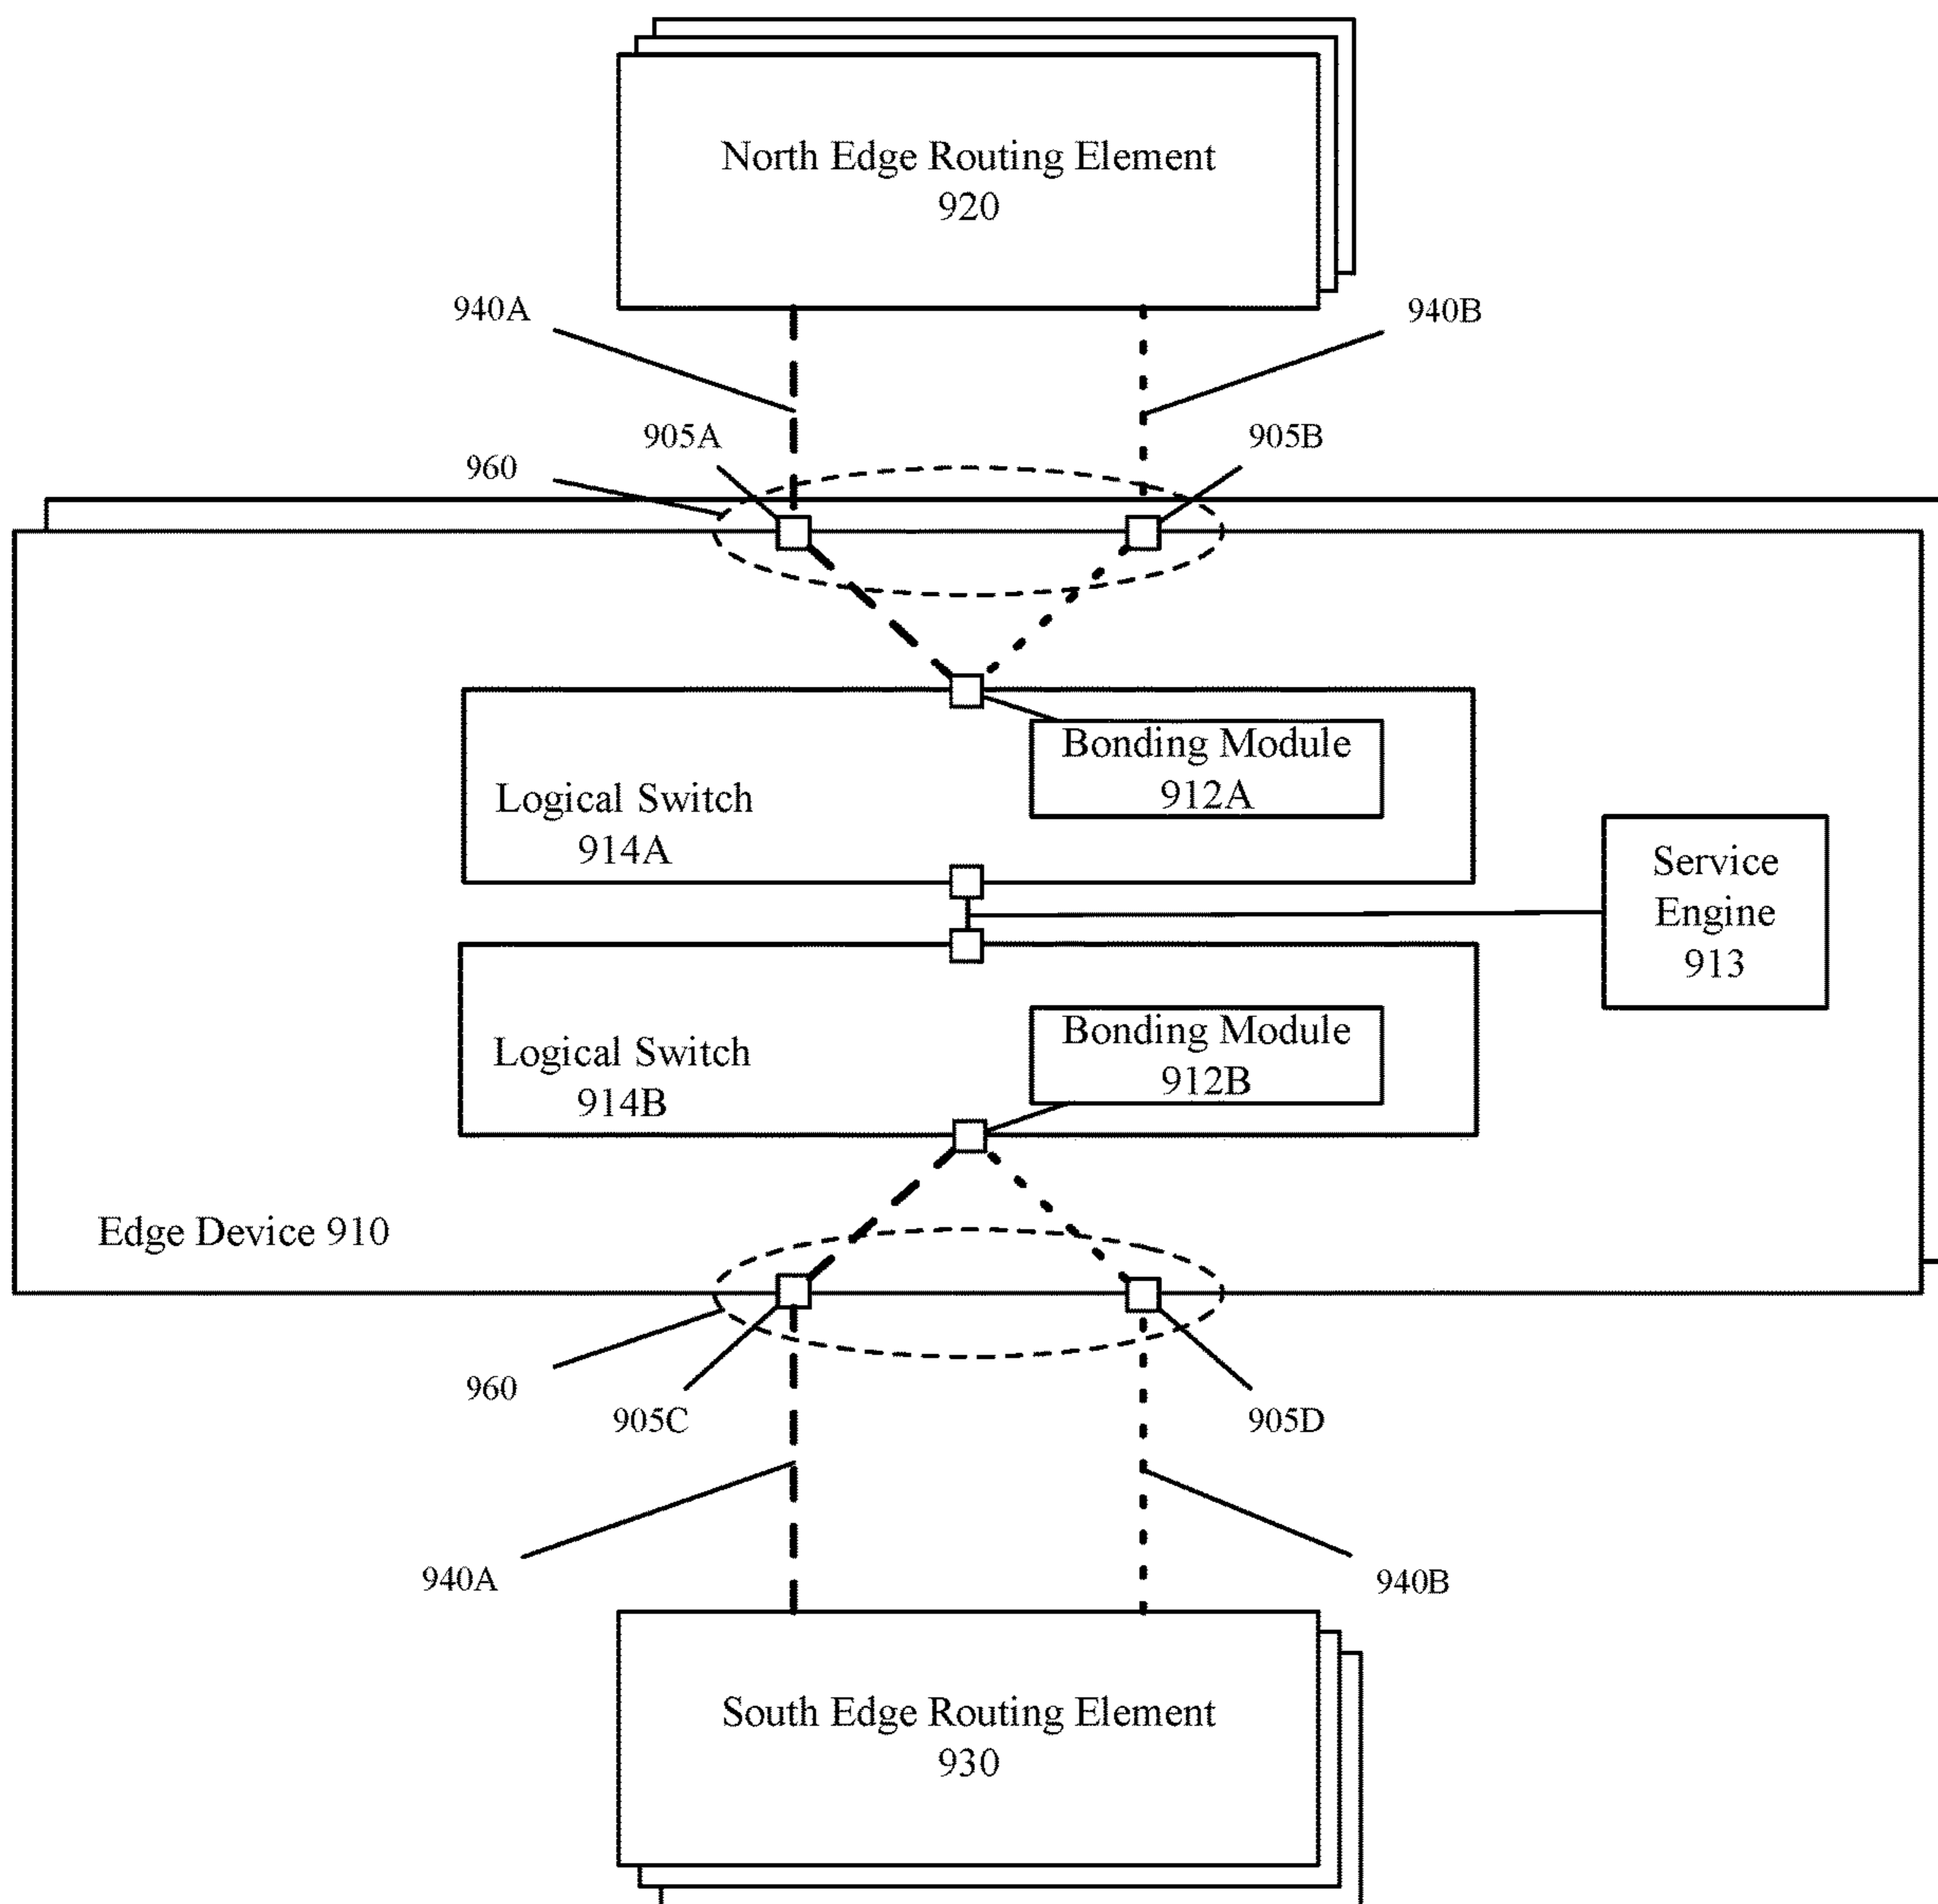 North Edge Routing Element
920
940A
940B
905A
905B
960
Bonding Module
912A
Logical Switch
914A
Service
Engine
913
Bonding Module
912B
Logical Switch
914B
Edge Device 910
960
905C
905D
940A
940B
South Edge Routing Element
930